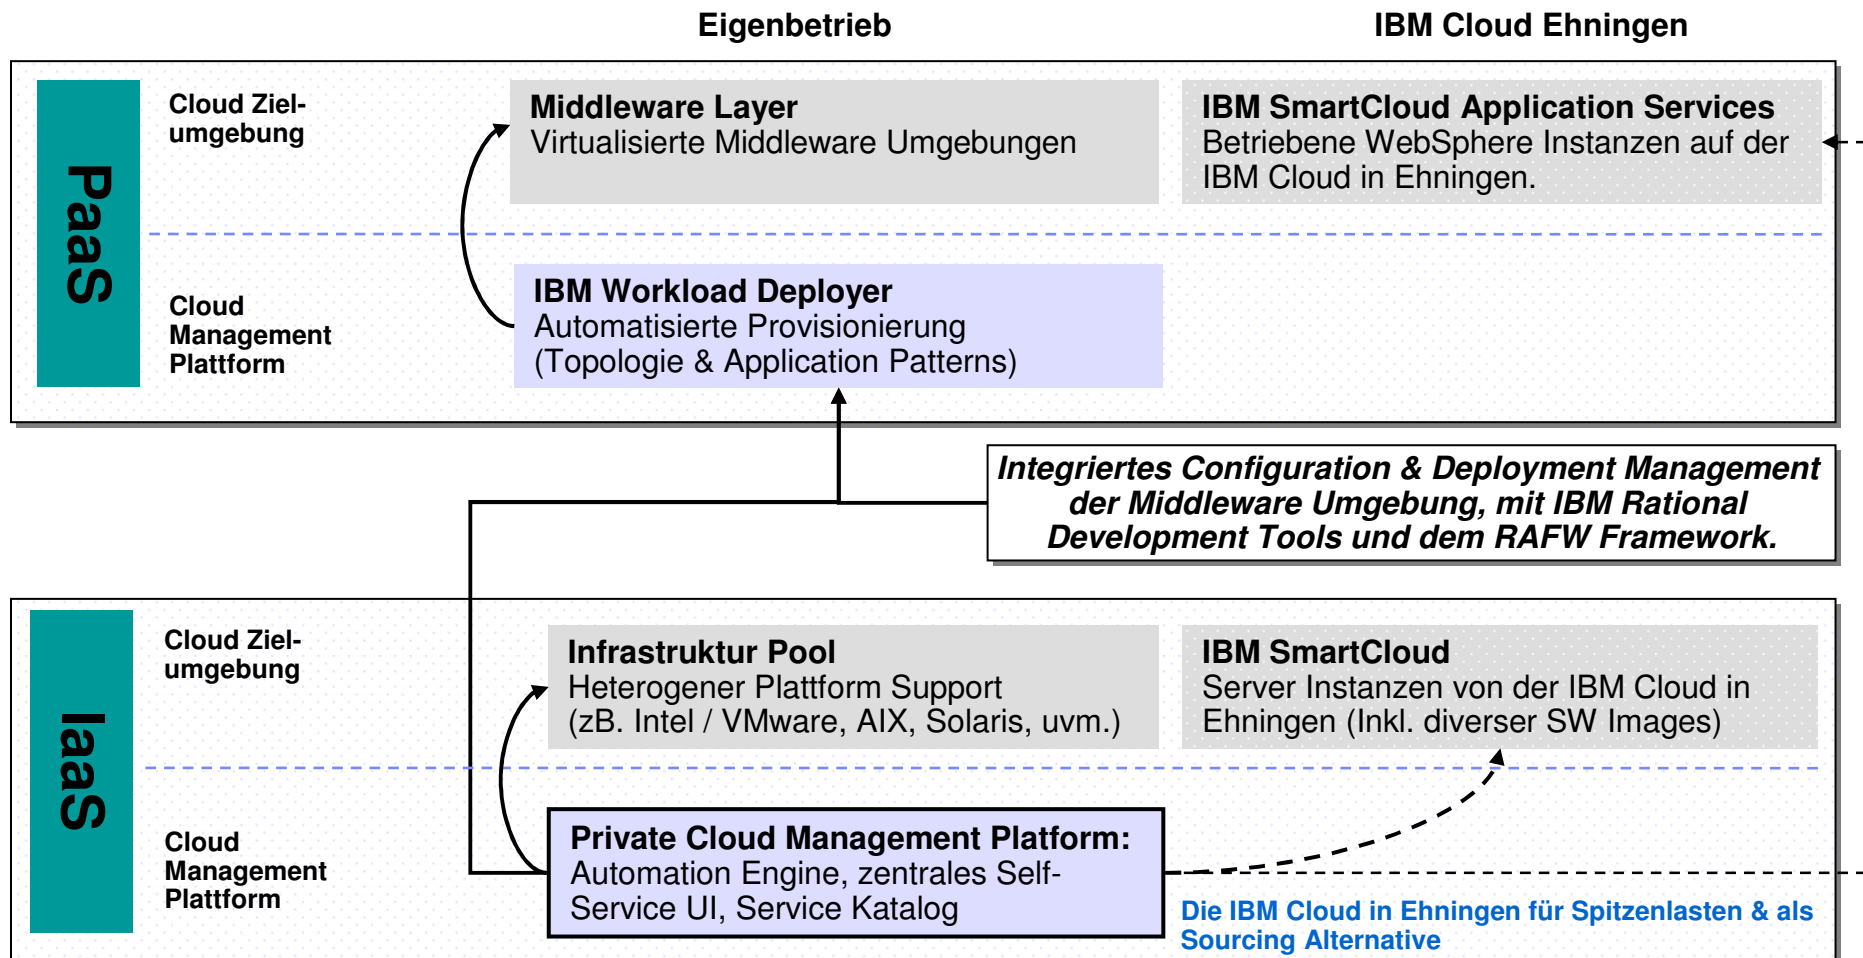 Eigenbetrieb
IBM Cloud Ehningen
PaaS
Cloud Ziel-
umgebung
Middleware Layer
Virtualisierte Middleware Umgebungen
IBM SmartCloud Application Services
Betriebene WebSphere Instanzen auf der
IBM Cloud in Ehningen.
Cloud
Management
Plattform
IBM Workload Deployer
Automatisierte Provisionierung
(Topologie & Application Patterns)
Integriertes Configuration & Deployment Management
der Middleware Umgebung, mit IBM Rational
Development Tools und dem RAFW Framework.
IaaS
Cloud Ziel-
umgebung
Infrastruktur Pool
Heterogener Plattform Support
(zB. Intel / VMware, AIX, Solaris, uvm.)
IBM SmartCloud
Server Instanzen von der IBM Cloud in
Ehningen (Inkl. diverser SW Images)
Cloud
Management
Plattform
Private Cloud Management Platform:
Automation Engine, zentrales Self-
Service UI, Service Katalog
Die IBM Cloud in Ehningen für Spitzenlasten & als
Sourcing Alternative